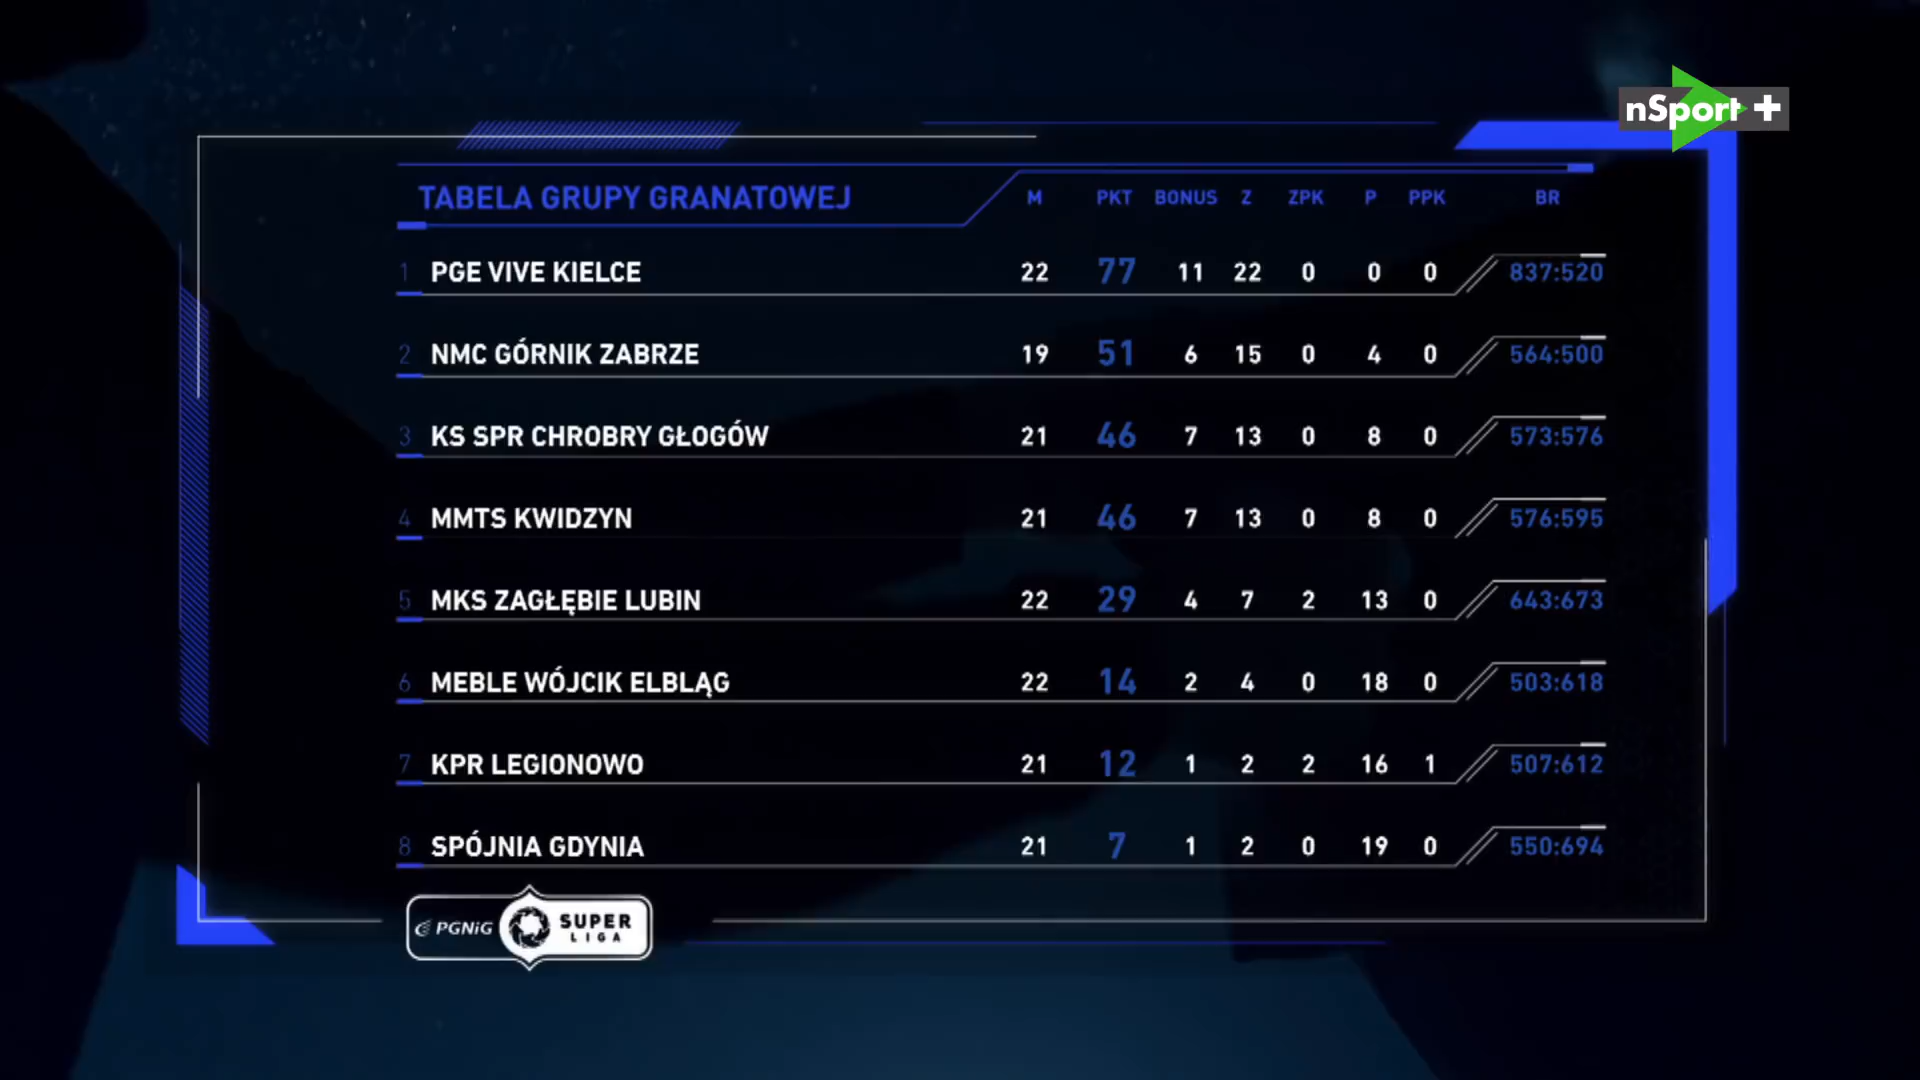 nSport +
TABELA GRUPY GRANATOWEJ M PKT BONUS Z ZPK P PPK BR
1 PGE VIVE KIELCE 22 77 11 22 0 0 0 837:520
2 NMC GÓRNIK ZABRZE 19 51 6 15 0 4 0 564:500
3 KS SPR CHROBRY GŁOGÓW 21 46 7 13 0 8 0 573:576
4 MMTS KWIDZYN 21 46 7 13 0 8 0 576:595
5 MKS ZAGŁĘBIE LUBIN 22 29 4 7 2 13 0 643:673
6 MEBLE WÓJCIK ELBLĄG 22 14 2 4 0 18 0 503:618
7 KPR LEGIONOWO 21 12 1 2 2 16 1 507:612
8 SPÓJNIA GDYNIA 21 7 1 2 0 19 0 550:694
PGNiG SUPER
LIGA